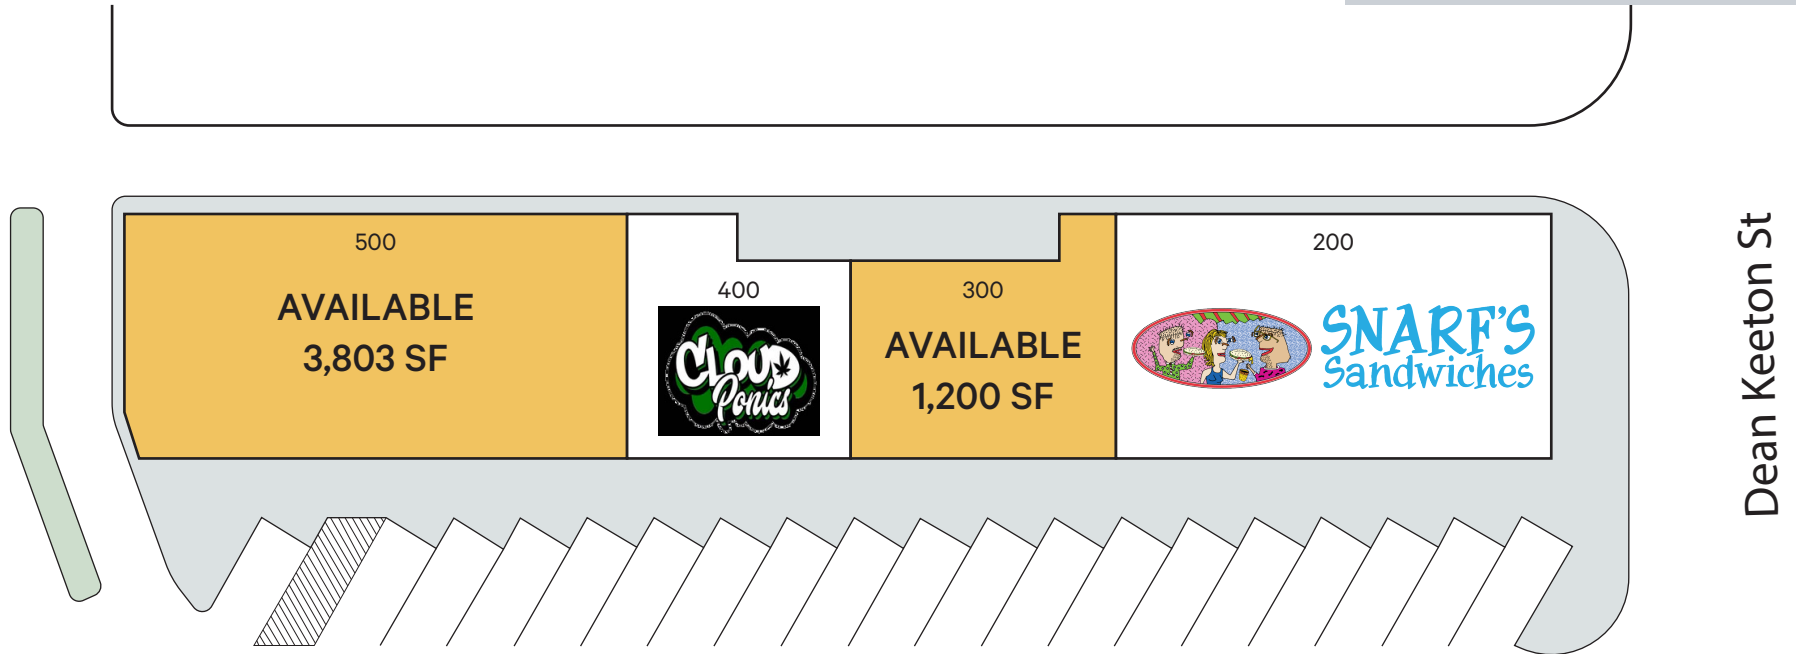 500
AVAILABLE
3,803 SF
400
CLOUD
Ponics
300
AVAILABLE
1,200 SF
200
SNARF'S
Sandwiches
Dean Keeton St